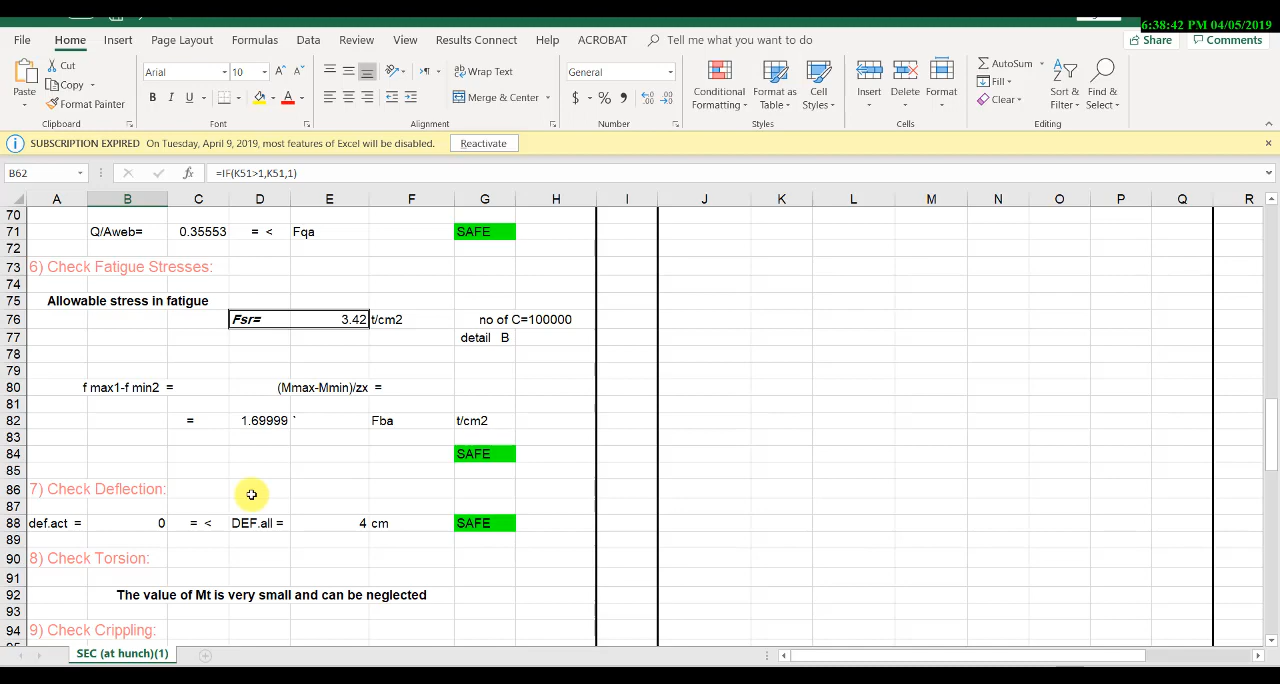 6:38:42 PM 04/05/2019
File Home Insert Page Layout Formulas Data Review View Help ACROBAT Tell me what you want to do Share Comments
Cut
Copy
Format Painter
Paste
Clipboard
Arial
B I U
Font
Wrap Text
Merge & Center
Alignment
General
$ % ,
Number
Conditional Formatting
Format as Table
Cell Styles
Styles
Insert Delete Format
Cells
AutoSum
Fill
Clear
Sort & Filter
Find & Select
Editing
SUBSCRIPTION EXPIRED On Tuesday, April 9, 2019, most features of Excel will be disabled. Reactivate
B62 fx =IF(K51>1,K51,1)
A B C D E F G H I J K L M N O P Q R
70
71 Q/Aweb= 0.35553 = < Fqa SAFE
72
73 6) Check Fatigue Stresses:
74
75 Allowable stress in fatigue
76 Fsr= 3.42 t/cm2 no of C=100000
77 detail B
78
79
80 f max1-f min2 = (Mmax-Mmin)/zx =
81
82 = 1.69999 ` Fba t/cm2
83
84 SAFE
85
86 7) Check Deflection:
87
88 def.act = 0 = < DEF.all = 4 cm SAFE
89
90 8) Check Torsion:
91
92 The value of Mt is very small and can be neglected
93
94 9) Check Crippling:
SEC (at hunch)(1)